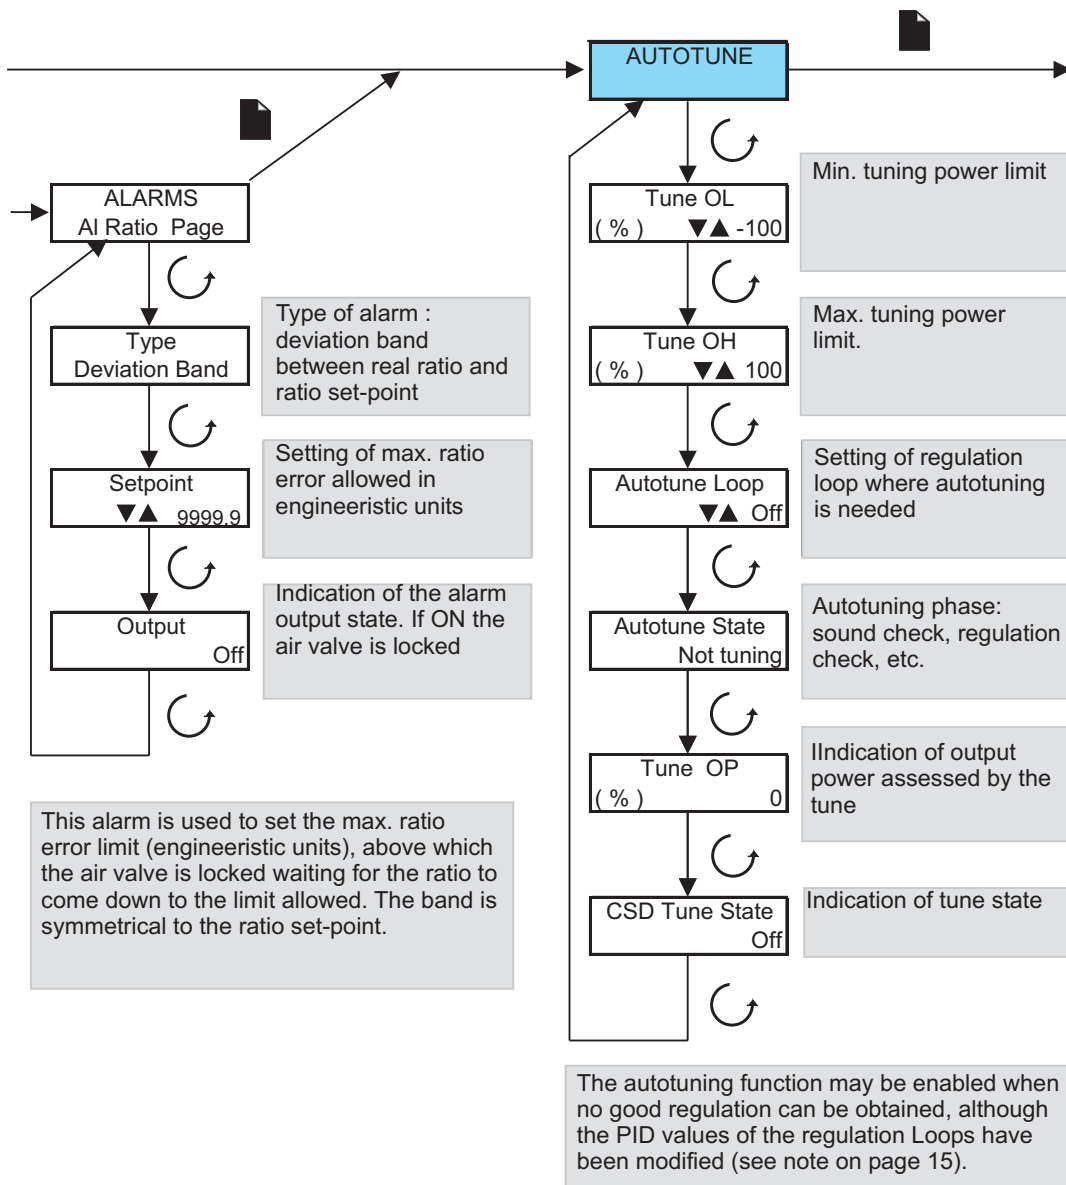 AUTOTUNE
ALARMS
Al Ratio Page
Type
Deviation Band
Type of alarm :
deviation band
between real ratio and
ratio set-point
Setpoint
▼▲ 9999.9
Setting of max. ratio
error allowed in
engineeristic units
Output
Off
Indication of the alarm
output state. If ON the
air valve is locked
This alarm is used to set the max. ratio
error limit (engineeristic units), above which
the air valve is locked waiting for the ratio to
come down to the limit allowed. The band is
symmetrical to the ratio set-point.
Tune OL
( % ) ▼▲ -100
Min. tuning power limit
Tune OH
( % ) ▼▲ 100
Max. tuning power
limit.
Autotune Loop
▼▲ Off
Setting of regulation
loop where autotuning
is needed
Autotune State
Not tuning
Autotuning phase:
sound check, regulation
check, etc.
Tune OP
( % ) 0
IIndication of output
power assessed by the
tune
CSD Tune State
Off
Indication of tune state
The autotuning function may be enabled when
no good regulation can be obtained, although
the PID values of the regulation Loops have
been modified (see note on page 15).